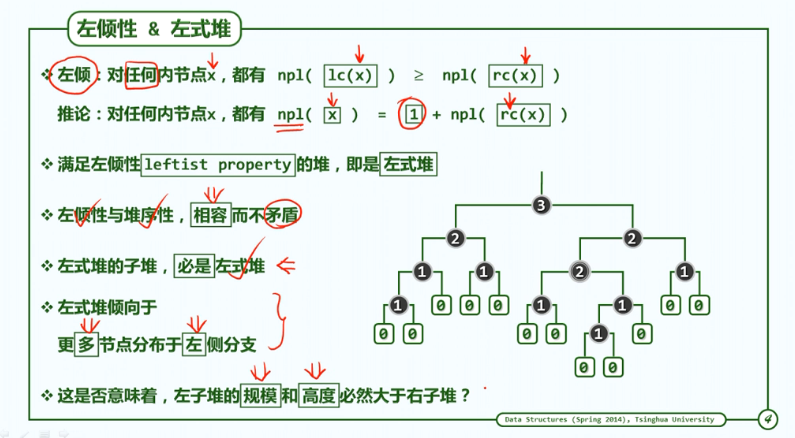 左倾性 & 左式堆
❖ 左倾：对任何内节点x，都有 npl( lc(x) ) ≥ npl( rc(x) )
推论：对任何内节点x，都有 npl( x ) = 1 + npl( rc(x) )
❖ 满足左倾性leftist property的堆，即是左式堆
❖ 左倾性与堆序性，相容而不矛盾
❖ 左式堆的子堆，必是左式堆
❖ 左式堆倾向于
更多节点分布于左侧分支
❖ 这是否意味着，左子堆的规模和高度必然大于右子堆？
3
2 2
1 1 2 1
1 0 0 0 1 1 0 0
0 0 0 0 1 0
0 0
Data Structures (Spring 2014), Tsinghua University
4